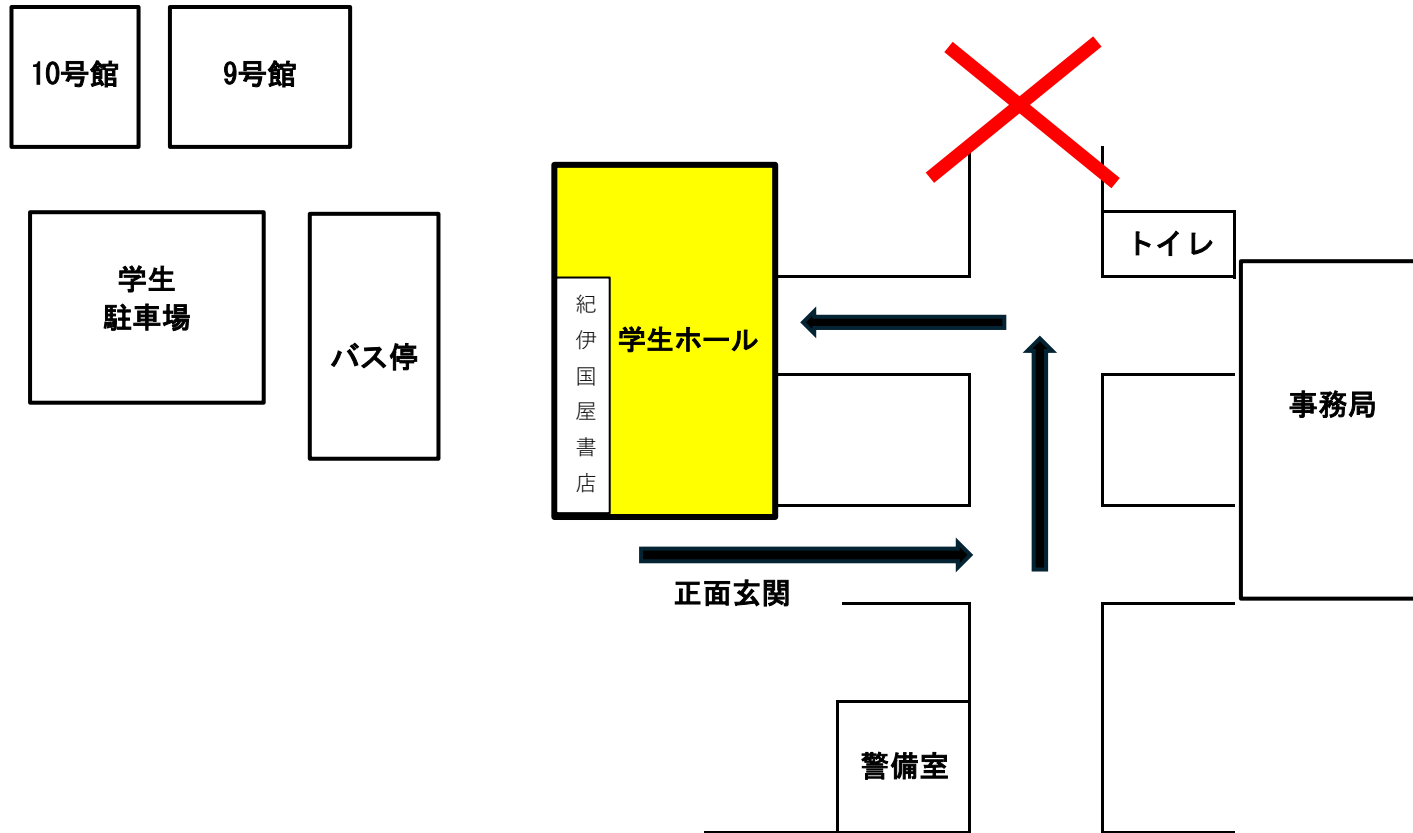 10号館
9号館
トイレ
学生
駐車場
バス停
紀伊国屋書店
学生ホール
事務局
正面玄関
警備室